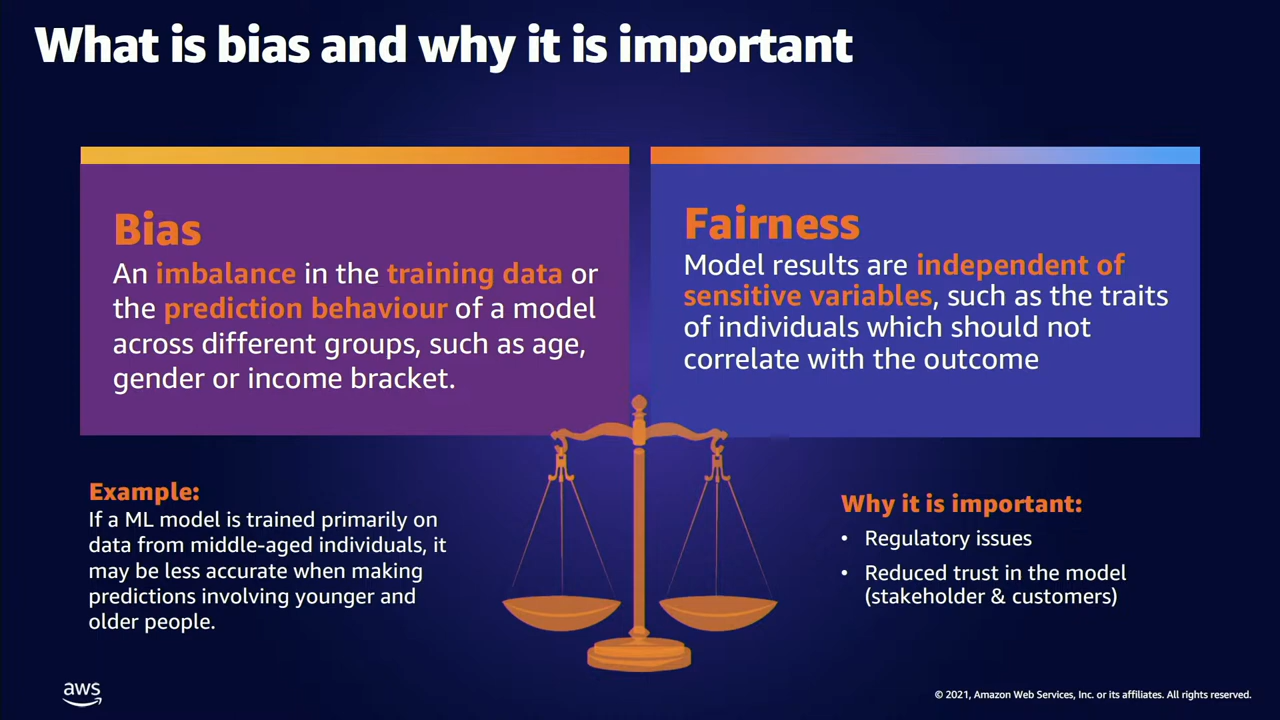 What is bias and why it is important
Bias
An imbalance in the training data or
the prediction behaviour of a model
across different groups, such as age,
gender or income bracket.
Fairness
Model results are independent of
sensitive variables, such as the traits
of individuals which should not
correlate with the outcome
Example:
If a ML model is trained primarily on
data from middle-aged individuals, it
may be less accurate when making
predictions involving younger and
older people.
Why it is important:
• Regulatory issues
• Reduced trust in the model
(stakeholder & customers)
aws
© 2021, Amazon Web Services, Inc. or its affiliates. All rights reserved.